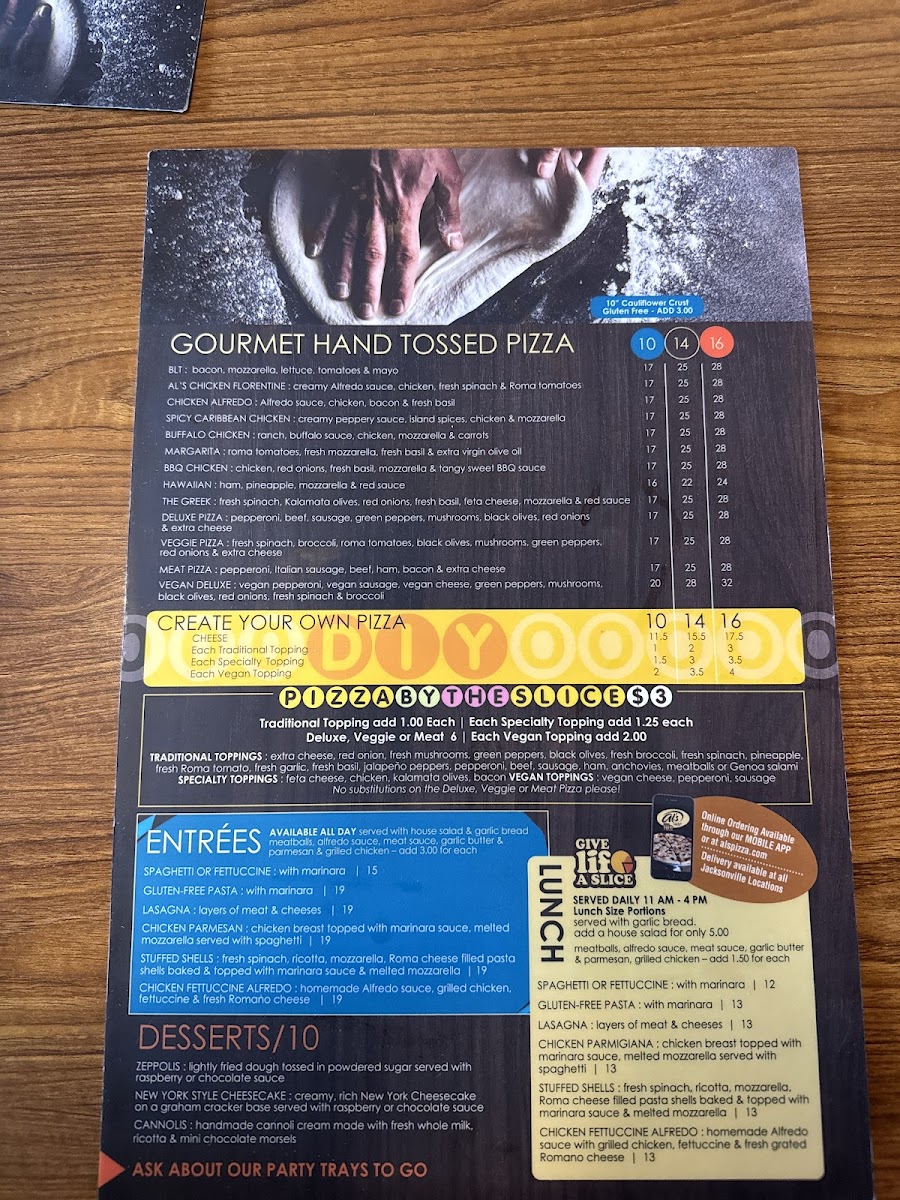 10" Cauliflower Crust
Gluten Free - ADD 3.00
GOURMET HAND TOSSED PIZZA 10 14 16
BLT : bacon, mozzarella, lettuce, tomatoes & mayo 17 25 28
AL'S CHICKEN FLORENTINE : creamy Alfredo sauce, chicken, fresh spinach & Roma tomatoes 17 25 28
CHICKEN ALFREDO : Alfredo sauce, chicken, bacon & fresh basil 17 25 28
SPICY CARIBBEAN CHICKEN : creamy peppery sauce, island spices, chicken & mozzarella 17 25 28
BUFFALO CHICKEN : ranch, buffalo sauce, chicken, mozzarella & carrots 17 25 28
MARGARITA : roma tomatoes, fresh mozzarella, fresh basil & extra virgin olive oil 17 25 28
BBQ CHICKEN : chicken, red onions, fresh basil, mozzarella & tangy sweet BBQ sauce 17 25 28
HAWAIIAN : ham, pineapple, mozzarella & red sauce 16 22 24
THE GREEK : fresh spinach, Kalamata olives, red onions, fresh basil, feta cheese, mozzarella & red sauce 17 25 28
DELUXE PIZZA : pepperoni, beef, sausage, green peppers, mushrooms, black olives, red onions 17 25 28
& extra cheese
VEGGIE PIZZA : fresh spinach, broccoli, roma tomatoes, black olives, mushrooms, green peppers, 17 25 28
red onions & extra cheese
MEAT PIZZA : pepperoni, Italian sausage, beef, ham, bacon & extra cheese 17 25 28
VEGAN DELUXE : vegan pepperoni, vegan sausage, vegan cheese, green peppers, mushrooms, 20 28 32
black olives, red onions, fresh spinach & broccoli
CREATE YOUR OWN PIZZA 10 14 16
CHEESE 11.5 15.5 17.5
Each Traditional Topping 1 2 3
Each Specialty Topping 1.5 3 3.5
Each Vegan Topping 2 3.5 4
DIY
PIZZA BY THE SLICE $3
Traditional Topping add 1.00 Each | Each Specialty Topping add 1.25 each
Deluxe, Veggie or Meat 6 | Each Vegan Topping add 2.00
TRADITIONAL TOPPINGS : extra cheese, red onion, fresh mushrooms, green peppers, black olives, fresh broccoli, fresh spinach, pineapple,
fresh Roma tomato, fresh garlic, fresh basil, jalapeño peppers, pepperoni, beef, sausage, ham, anchovies, meatballs or Genoa salami
SPECIALTY TOPPINGS : feta cheese, chicken, kalamata olives, bacon VEGAN TOPPINGS : vegan cheese, pepperoni, sausage
No substitutions on the Deluxe, Veggie or Meat Pizza please!
ENTRÉES
AVAILABLE ALL DAY served with house salad & garlic bread
meatballs, alfredo sauce, meat sauce, garlic butter &
parmesan & grilled chicken – add 3.00 for each
SPAGHETTI OR FETTUCCINE : with marinara | 15
GLUTEN-FREE PASTA : with marinara | 19
LASAGNA : layers of meat & cheeses | 19
CHICKEN PARMESAN : chicken breast topped with marinara sauce, melted
mozzarella served with spaghetti | 19
STUFFED SHELLS : fresh spinach, ricotta, mozzarella, Roma cheese filled pasta
shells baked & topped with marinara sauce & melted mozzarella | 19
CHICKEN FETTUCCINE ALFREDO : homemade Alfredo sauce, grilled chicken,
fettuccine & fresh Romano cheese | 19
DESSERTS/10
ZEPPOLIS : lightly fried dough tossed in powdered sugar served with
raspberry or chocolate sauce
NEW YORK STYLE CHEESECAKE : creamy, rich New York Cheesecake
on a graham cracker base served with raspberry or chocolate sauce
CANNOLIS : handmade cannoli cream made with fresh whole milk,
ricotta & mini chocolate morsels
ASK ABOUT OUR PARTY TRAYS TO GO
GIVE
life
A SLICE
Al's
Online Ordering Available
through our MOBILE APP
or at alspizza.com
Delivery available at all
Jacksonville Locations
LUNCH
SERVED DAILY 11 AM - 4 PM
Lunch Size Portions
served with garlic bread.
add a house salad for only 5.00
meatballs, alfredo sauce, meat sauce, garlic butter
& parmesan, grilled chicken – add 1.50 for each
SPAGHETTI OR FETTUCCINE : with marinara | 12
GLUTEN-FREE PASTA : with marinara | 13
LASAGNA : layers of meat & cheeses | 13
CHICKEN PARMIGIANA : chicken breast topped with
marinara sauce, melted mozzarella served with
spaghetti | 13
STUFFED SHELLS : fresh spinach, ricotta, mozzarella,
Roma cheese filled pasta shells baked & topped with
marinara sauce & melted mozzarella | 13
CHICKEN FETTUCCINE ALFREDO : homemade Alfredo
sauce with grilled chicken, fettuccine & fresh grated
Romano cheese | 13